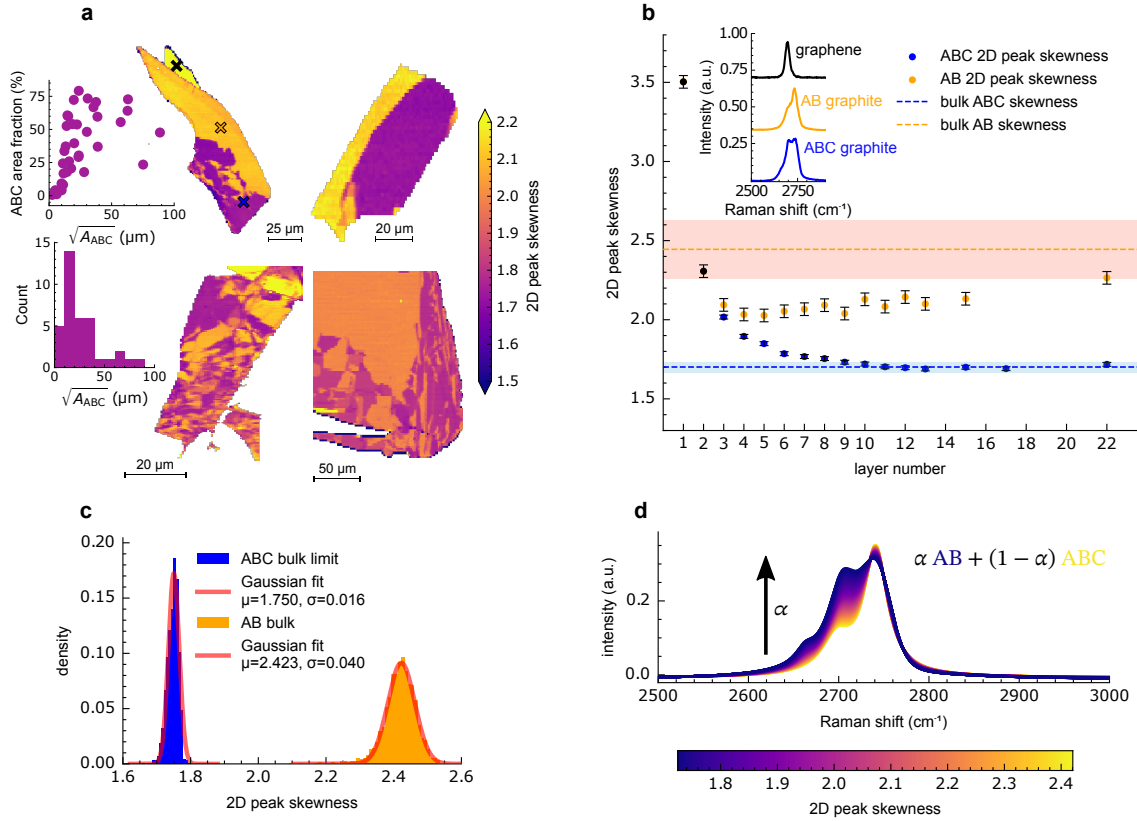 a
ABC area fraction (%)
75
50
25
0
0
50
100
√A_ABC (μm)
25 μm
20 μm
2.2
2.1
2.0
1.9
1.8
1.7
1.6
1.5
2D peak skewness
15
10
5
0
Count
0
100
√A_ABC (μm)
20 μm
50 μm
b
2D peak skewness
3.5
3.0
2.5
2.0
1.5
1 2 3 4 5 6 7 8 9 10 12 14 16 18 20 22
layer number
Intensity (a.u.)
1.00
0.75
0.50
0.25
0.00
graphene
AB graphite
ABC graphite
2500
2750
Raman shift (cm⁻¹)
ABC 2D peak skewness
AB 2D peak skewness
bulk ABC skewness
bulk AB skewness
c
density
0.20
0.15
0.10
0.05
0.00
ABC bulk limit
Gaussian fit
μ=1.750, σ=0.016
AB bulk
Gaussian fit
μ=2.423, σ=0.040
1.6 1.8 2.0 2.2 2.4 2.6
2D peak skewness
d
intensity (a.u.)
0.2
0.0
α
α AB + (1 − α) ABC
2500 2600 2700 2800 2900 3000
Raman shift (cm⁻¹)
1.8 1.9 2.0 2.1 2.2 2.3 2.4
2D peak skewness